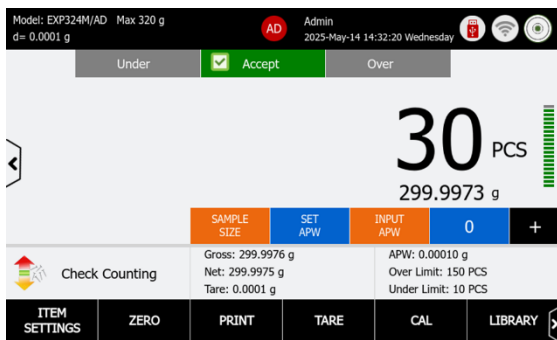 Model: EXP324M/AD Max 320 g
d= 0.0001 g
AD
Admin
2025-May-14 14:32:20 Wednesday
Under
Accept
Over
30 PCS
299.9973 g
SAMPLE
SIZE
SET
APW
INPUT
APW
0
+
Check Counting
Gross: 299.9976 g
Net: 299.9975 g
Tare: 0.0001 g
APW: 0.00010 g
Over Limit: 150 PCS
Under Limit: 10 PCS
ITEM
SETTINGS
ZERO
PRINT
TARE
CAL
LIBRARY